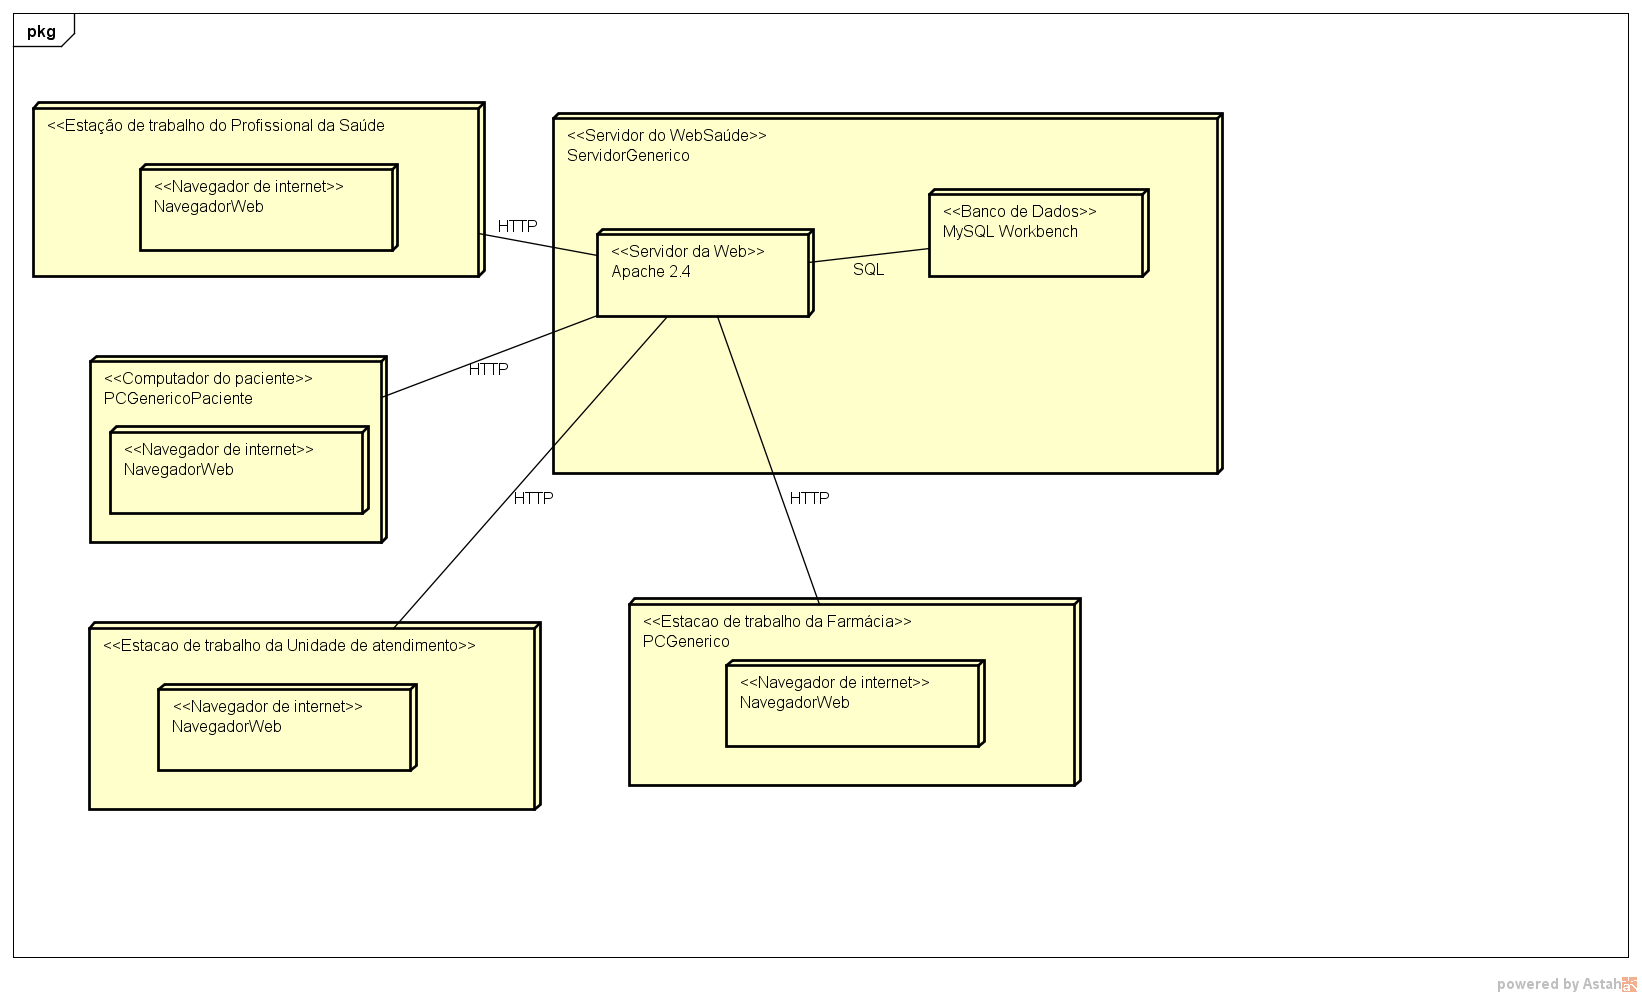 pkg
<<Estação de trabalho do Profissional da Saúde
<<Navegador de internet>>
NavegadorWeb
HTTP
<<Servidor do WebSaúde>>
ServidorGenerico
<<Servidor da Web>>
Apache 2.4
SQL
<<Banco de Dados>>
MySQL Workbench
<<Computador do paciente>>
PCGenericoPaciente
<<Navegador de internet>>
NavegadorWeb
HTTP
HTTP
HTTP
<<Estacao de trabalho da Unidade de atendimento>>
<<Navegador de internet>>
NavegadorWeb
<<Estacao de trabalho da Farmácia>>
PCGenerico
<<Navegador de internet>>
NavegadorWeb
powered by Astah